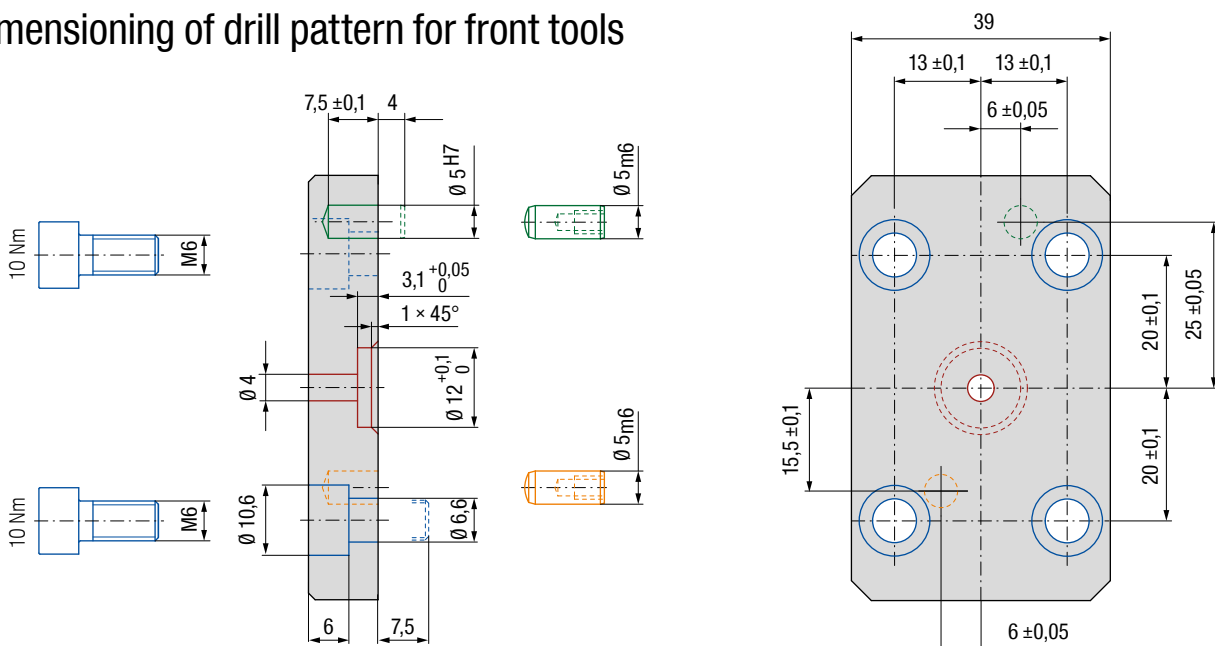 mensioning of drill pattern for front tools
39
7,5 ±0,1
4
13 ±0,1
13 ±0,1
6 ±0,05
Ø 5H7
Ø 5m6
10 Nm
M6
3,1 +0,05 0
1 × 45°
20 ±0,1
25 ±0,05
Ø 4
Ø 12 +0,1 0
15,5 ±0,1
20 ±0,1
Ø 5m6
10 Nm
M6
Ø 10,6
Ø 6,6
6
7,5
6 ±0,05